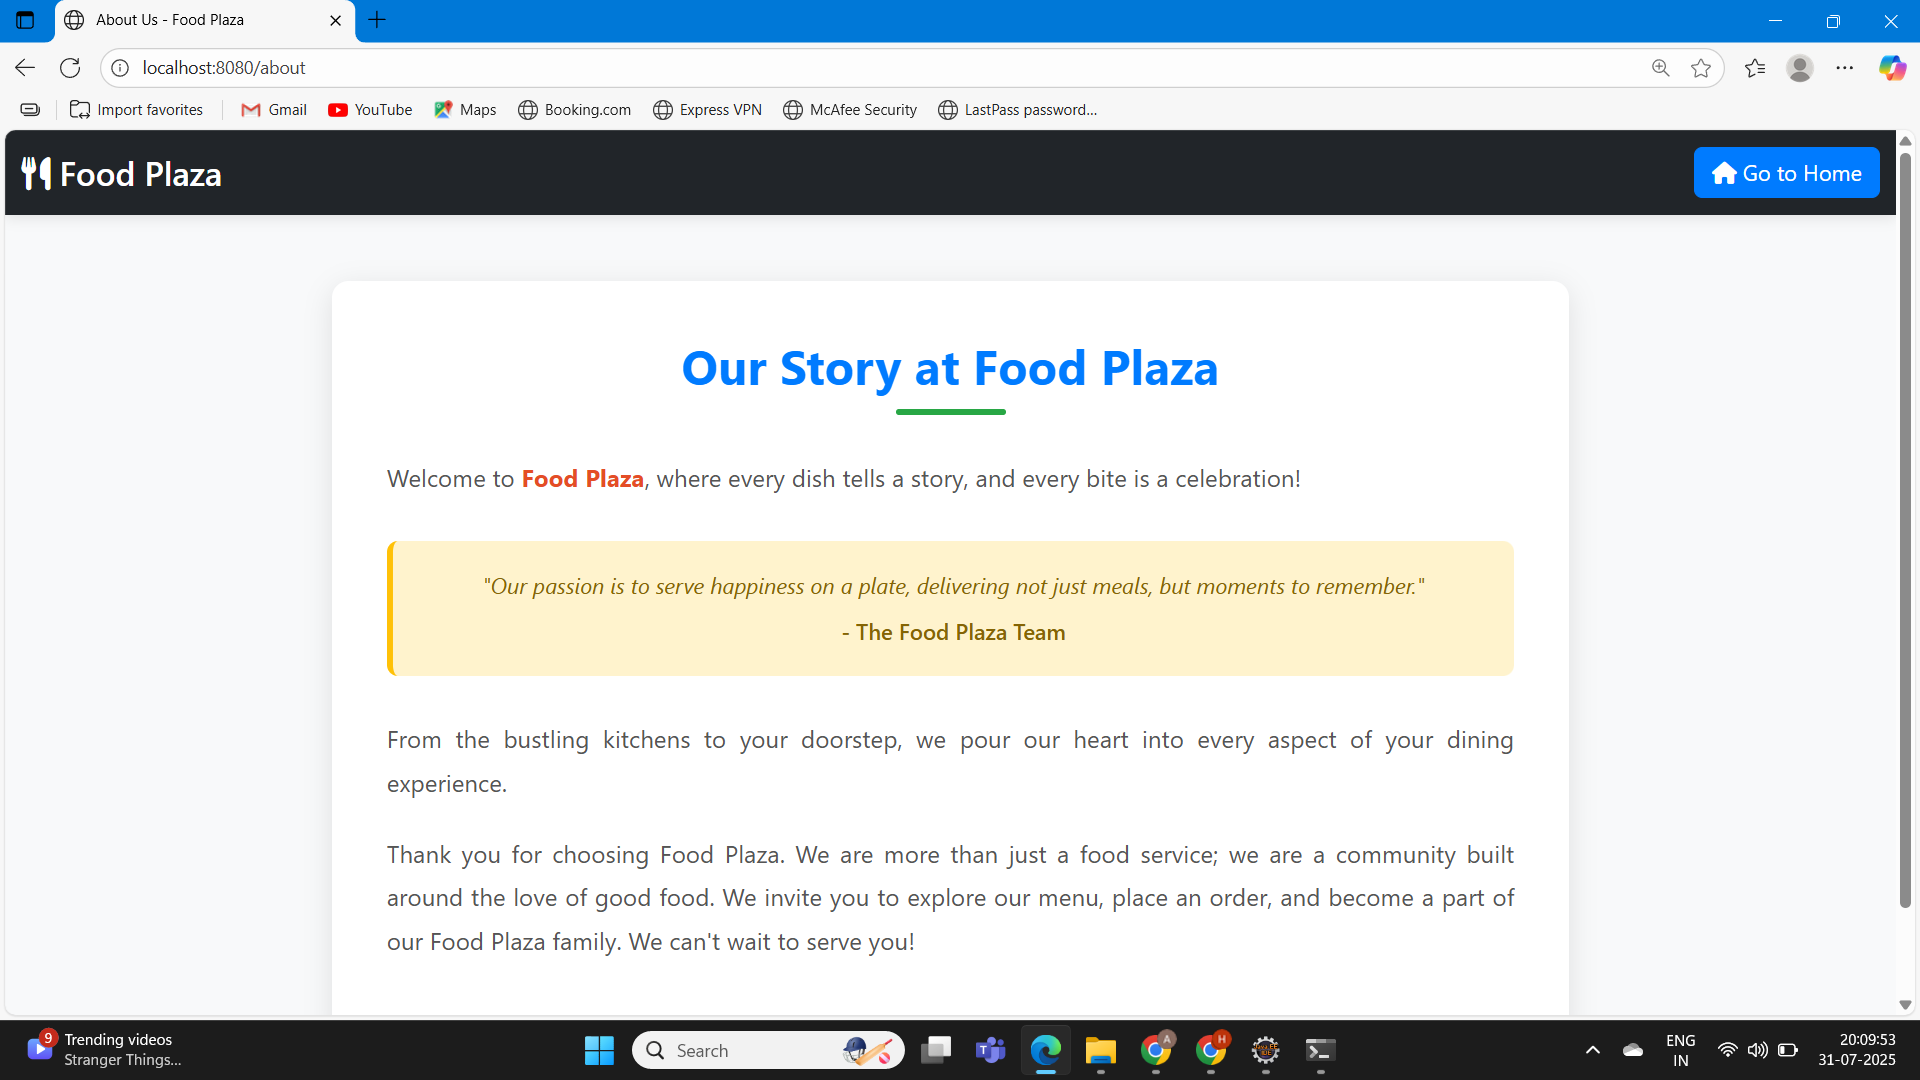 About Us - Food Plaza
localhost:8080/about
Import favorites
Gmail
YouTube
Maps
Booking.com
Express VPN
McAfee Security
LastPass password...
Food Plaza
Go to Home
Our Story at Food Plaza
Welcome to Food Plaza, where every dish tells a story, and every bite is a celebration!
"Our passion is to serve happiness on a plate, delivering not just meals, but moments to remember."
- The Food Plaza Team
From the bustling kitchens to your doorstep, we pour our heart into every aspect of your dining
experience.
Thank you for choosing Food Plaza. We are more than just a food service; we are a community built
around the love of good food. We invite you to explore our menu, place an order, and become a part of
our Food Plaza family. We can't wait to serve you!
9
Trending videos
Stranger Things...
Search
A
H
ENG
IN
20:09:53
31-07-2025